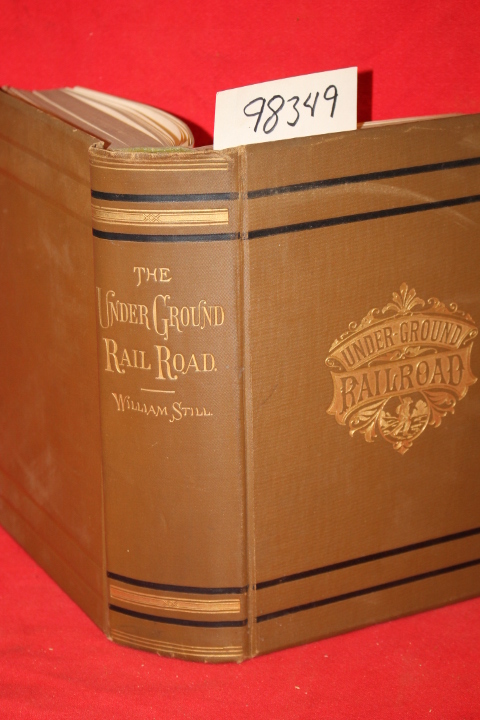 98349
THE
UNDER GROUND
RAIL ROAD.
WILLIAM STILL.
UNDER-GROUND
RAILROAD